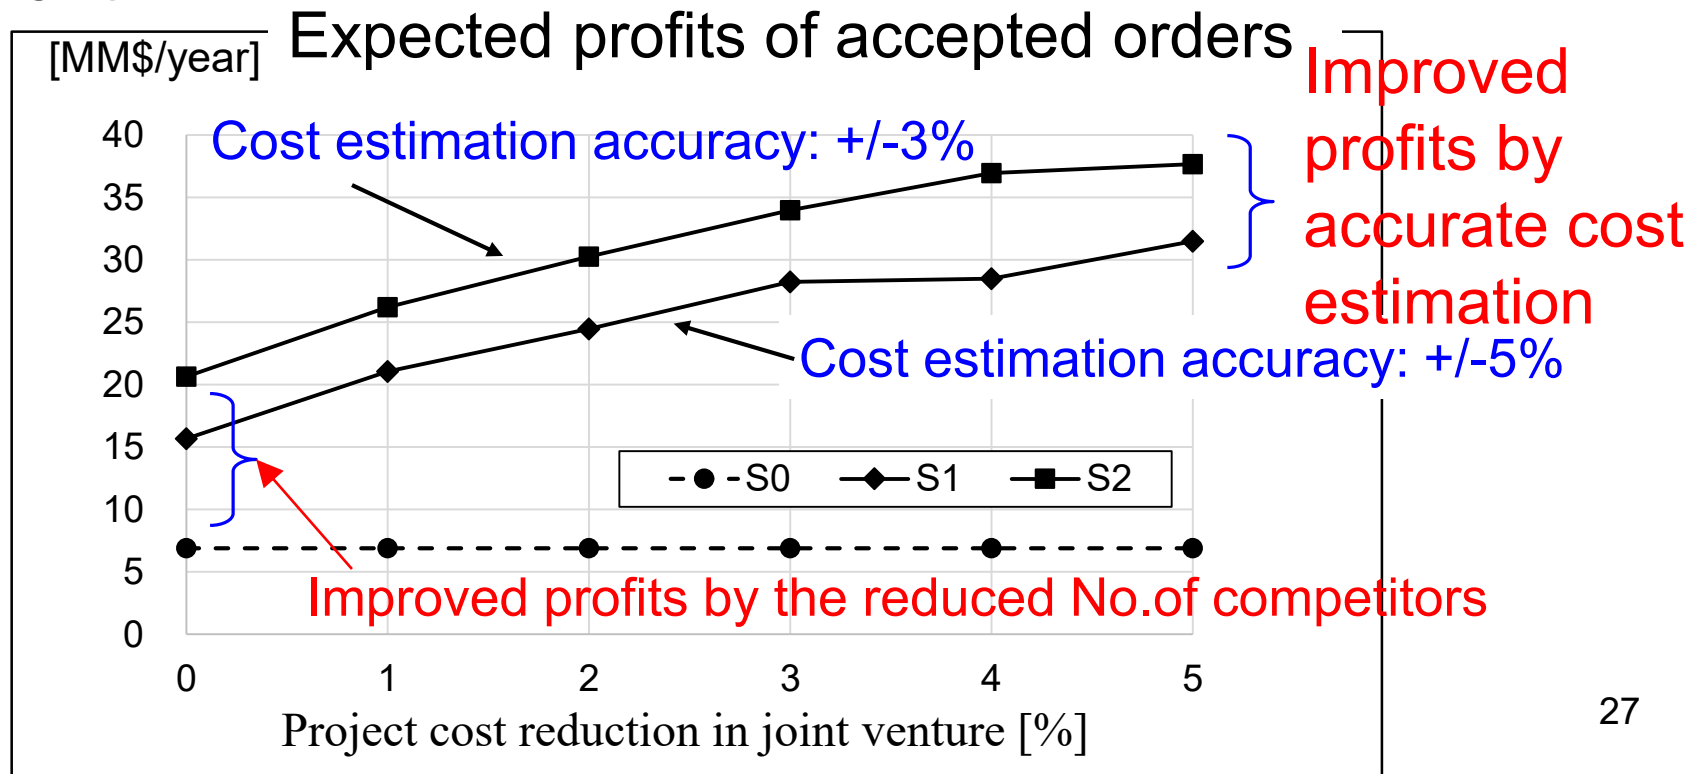 Expected profits of accepted orders
[MM$/year]
Improved
profits by
accurate cost
estimation
40
35
30
25
20
15
10
5
0
Cost estimation accuracy: +/-3%
Cost estimation accuracy: +/-5%
S0 S1 S2
Improved profits by the reduced No.of competitors
0 1 2 3 4 5
Project cost reduction in joint venture [%]
27